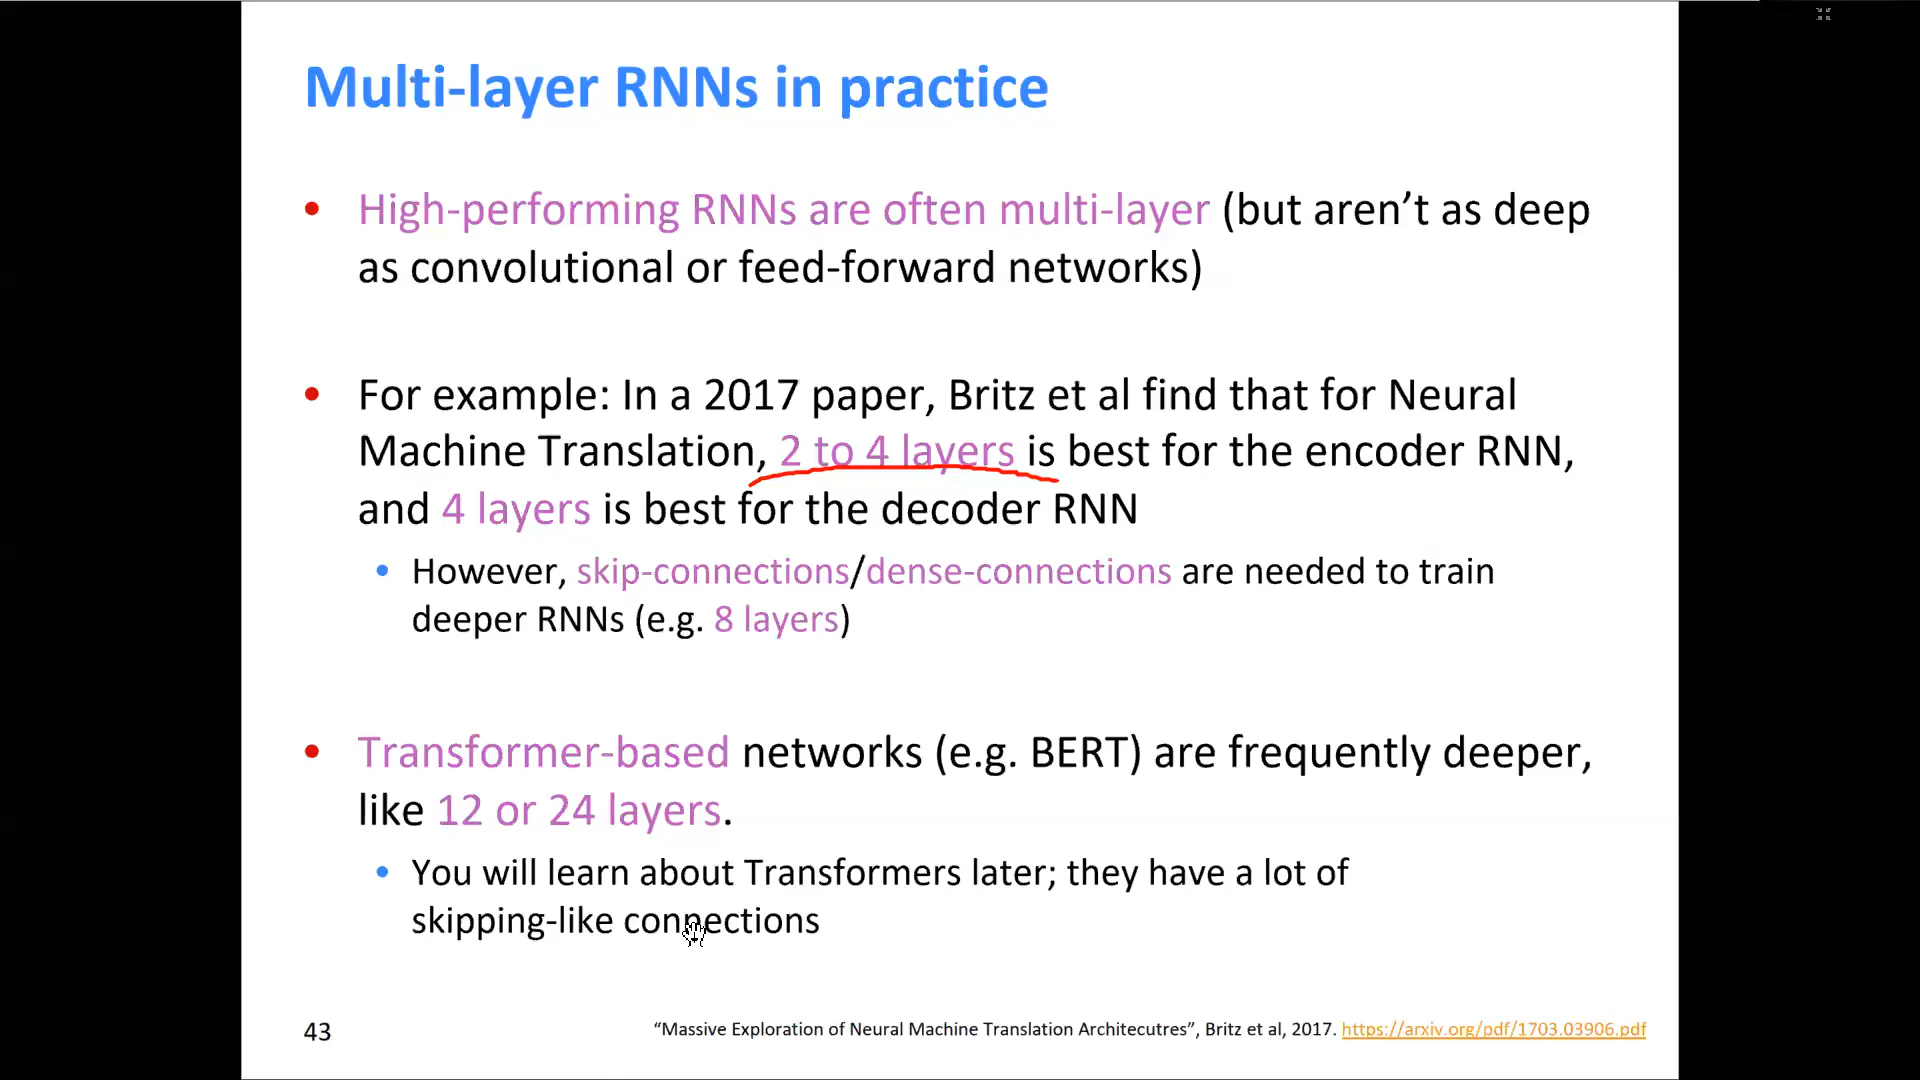 Multi-layer RNNs in practice
• High-performing RNNs are often multi-layer (but aren’t as deep
as convolutional or feed-forward networks)
• For example: In a 2017 paper, Britz et al find that for Neural
Machine Translation, 2 to 4 layers is best for the encoder RNN,
and 4 layers is best for the decoder RNN
• However, skip-connections/dense-connections are needed to train
deeper RNNs (e.g. 8 layers)
• Transformer-based networks (e.g. BERT) are frequently deeper,
like 12 or 24 layers.
• You will learn about Transformers later; they have a lot of
skipping-like connections
43
“Massive Exploration of Neural Machine Translation Architecutres”, Britz et al, 2017. https://arxiv.org/pdf/1703.03906.pdf